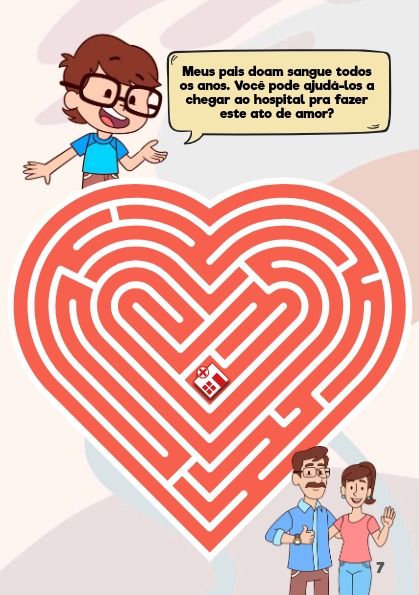 Meus pais doam sangue todos
os anos. Você pode ajudá-los a
chegar ao hospital pra fazer
este ato de amor?
7